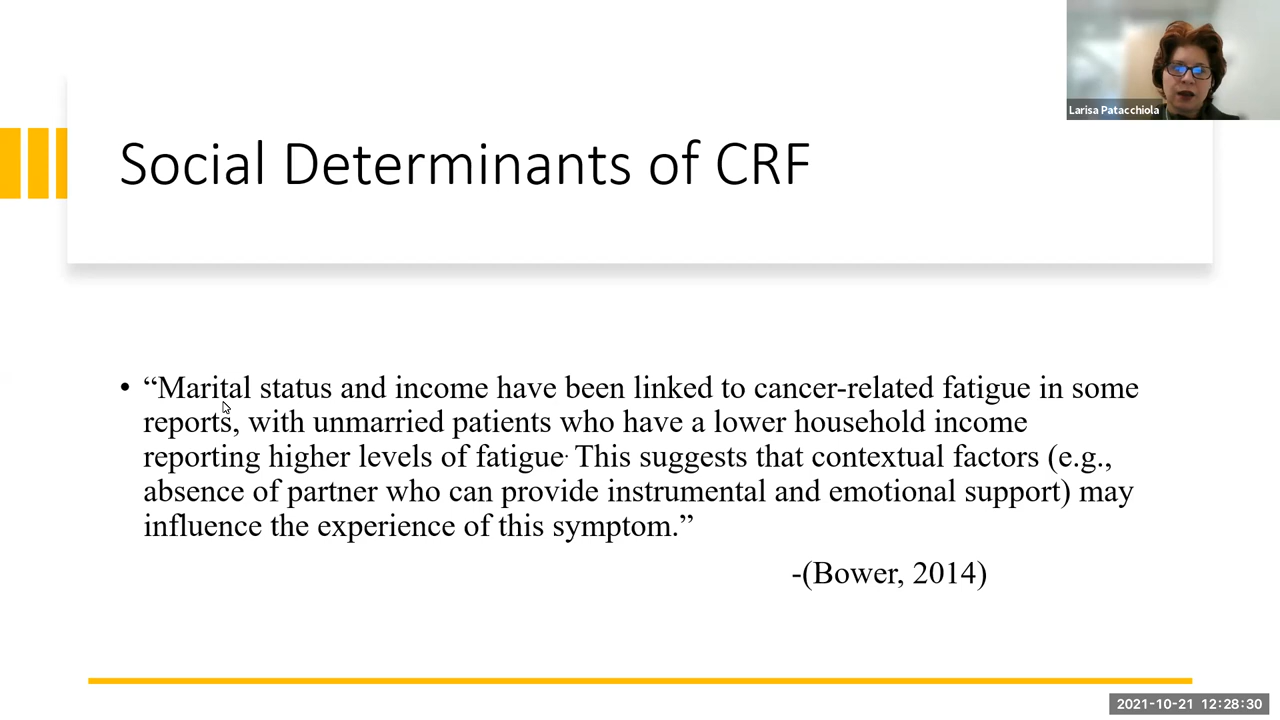 Larisa Patacchiola
Social Determinants of CRF
• “Marital status and income have been linked to cancer-related fatigue in some
reports, with unmarried patients who have a lower household income
reporting higher levels of fatigue. This suggests that contextual factors (e.g.,
absence of partner who can provide instrumental and emotional support) may
influence the experience of this symptom.”
-(Bower, 2014)
2021-10-21 12:28:30